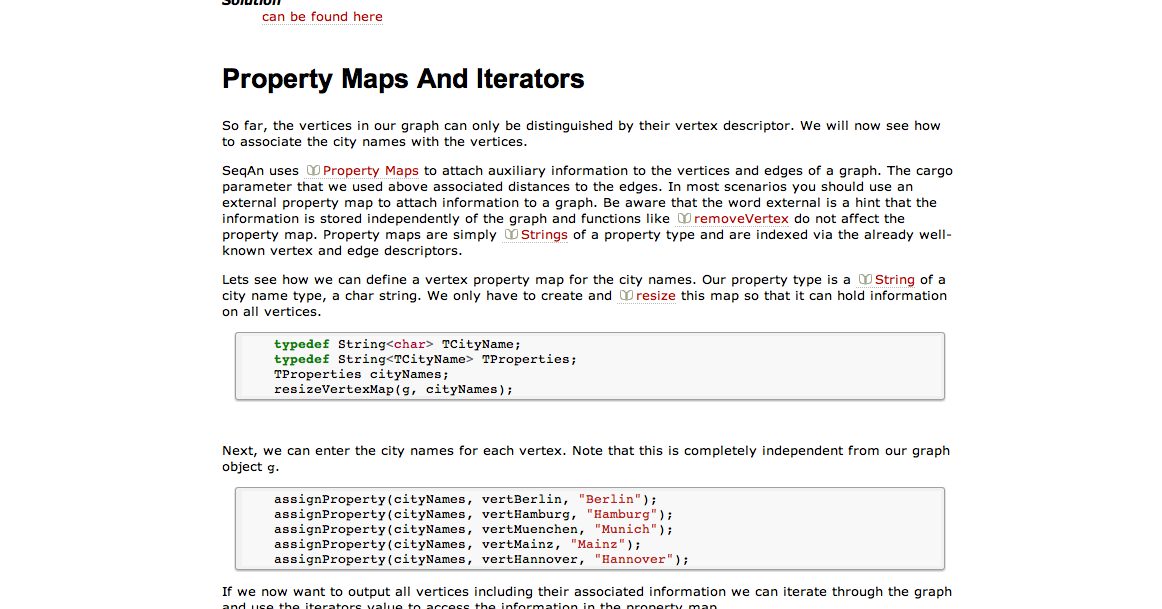 Solution
can be found here
Property Maps And Iterators
So far, the vertices in our graph can only be distinguished by their vertex descriptor. We will now see how
to associate the city names with the vertices.
SeqAn uses Property Maps to attach auxiliary information to the vertices and edges of a graph. The cargo
parameter that we used above associated distances to the edges. In most scenarios you should use an
external property map to attach information to a graph. Be aware that the word external is a hint that the
information is stored independently of the graph and functions like removeVertex do not affect the
property map. Property maps are simply Strings of a property type and are indexed via the already well-
known vertex and edge descriptors.
Lets see how we can define a vertex property map for the city names. Our property type is a String of a
city name type, a char string. We only have to create and resize this map so that it can hold information
on all vertices.
typedef String<char> TCityName;
typedef String<TCityName> TProperties;
TProperties cityNames;
resizeVertexMap(g, cityNames);
Next, we can enter the city names for each vertex. Note that this is completely independent from our graph
object g.
assignProperty(cityNames, vertBerlin, "Berlin");
assignProperty(cityNames, vertHamburg, "Hamburg");
assignProperty(cityNames, vertMuenchen, "Munich");
assignProperty(cityNames, vertMainz, "Mainz");
assignProperty(cityNames, vertHannover, "Hannover");
If we now want to output all vertices including their associated information we can iterate through the graph
and use the iterators value to access the information in the property map.